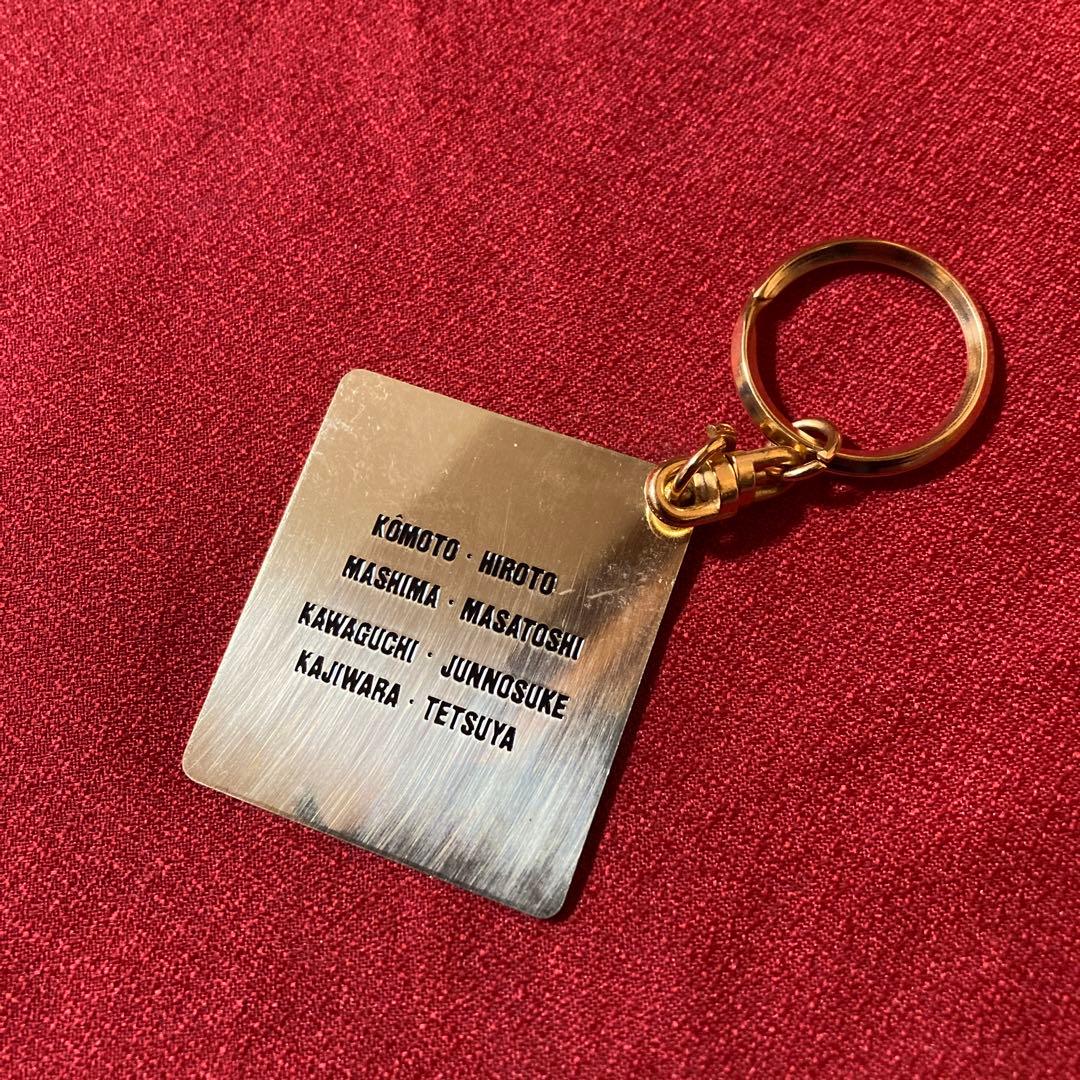 KÔMOTO · HIROTO
MASHIMA · MASATOSHI
KAWAGUCHI · JUNNOSUKE
KAJIWARA · TETSUYA